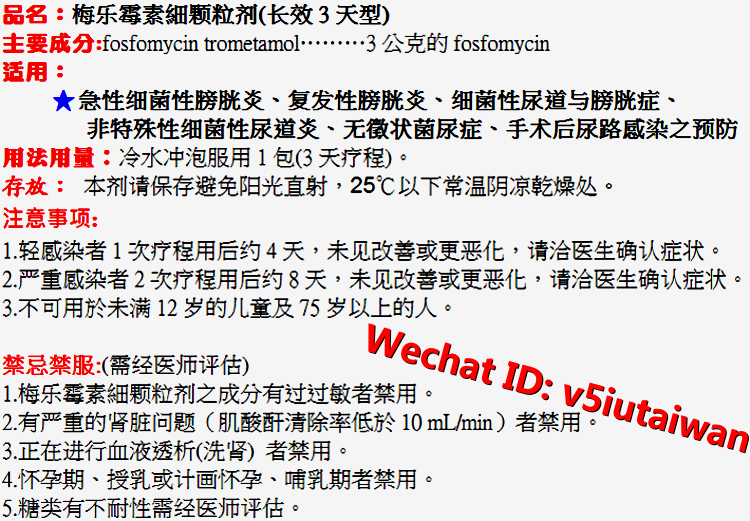 品名：梅乐霉素細颗粒剂(长效3天型)
主要成分:fosfomycin trometamol………3公克的 fosfomycin
适用：
★急性细菌性膀胱炎、复发性膀胱炎、细菌性尿道与膀胱症、
非特殊性细菌性尿道炎、无徵状菌尿症、手术后尿路感染之预防
用法用量：冷水冲泡服用1包(3天疗程)。
存放： 本剂请保存避免阳光直射，25℃以下常温阴凉乾燥处。
注意事项:
1.轻感染者1次疗程用后约4天，未见改善或更恶化，请洽医生确认症状。
2.严重感染者2次疗程用后约8天，未见改善或更恶化，请洽医生确认症状。
3.不可用於未满12岁的儿童及75岁以上的人。
禁忌禁服:(需经医师评估)
1.梅乐霉素細颗粒剂之成分有过过敏者禁用。
2.有严重的肾脏问题（肌酸酐清除率低於10 mL/min）者禁用。
3.正在进行血液透析(洗肾) 者禁用。
4.怀孕期、授乳或计画怀孕、哺乳期者禁用。
5.糖类有不耐性需经医师评估。
Wechat ID: v5iutaiwan